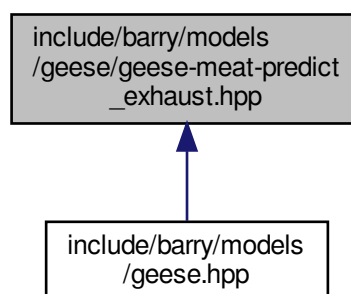 include/barry/models
/geese/geese-meat-predict
_exhaust.hpp
include/barry/models
/geese.hpp